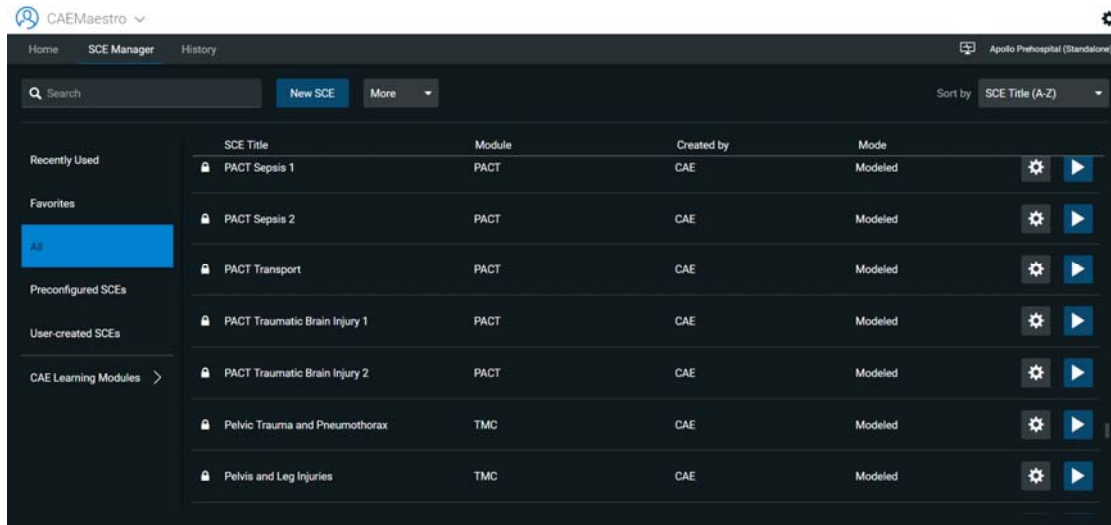 CAEMaestro
Home SCE Manager History Apollo Prehospital (Standalone)
Search New SCE More Sort by SCE Title (A-Z)
SCE Title Module Created by Mode
Recently Used
Favorites
All
Preconfigured SCEs
User-created SCEs
CAE Learning Modules
PACT Sepsis 1 PACT CAE Modeled
PACT Sepsis 2 PACT CAE Modeled
PACT Transport PACT CAE Modeled
PACT Traumatic Brain Injury 1 PACT CAE Modeled
PACT Traumatic Brain Injury 2 PACT CAE Modeled
Pelvic Trauma and Pneumothorax TMC CAE Modeled
Pelvis and Leg Injuries TMC CAE Modeled